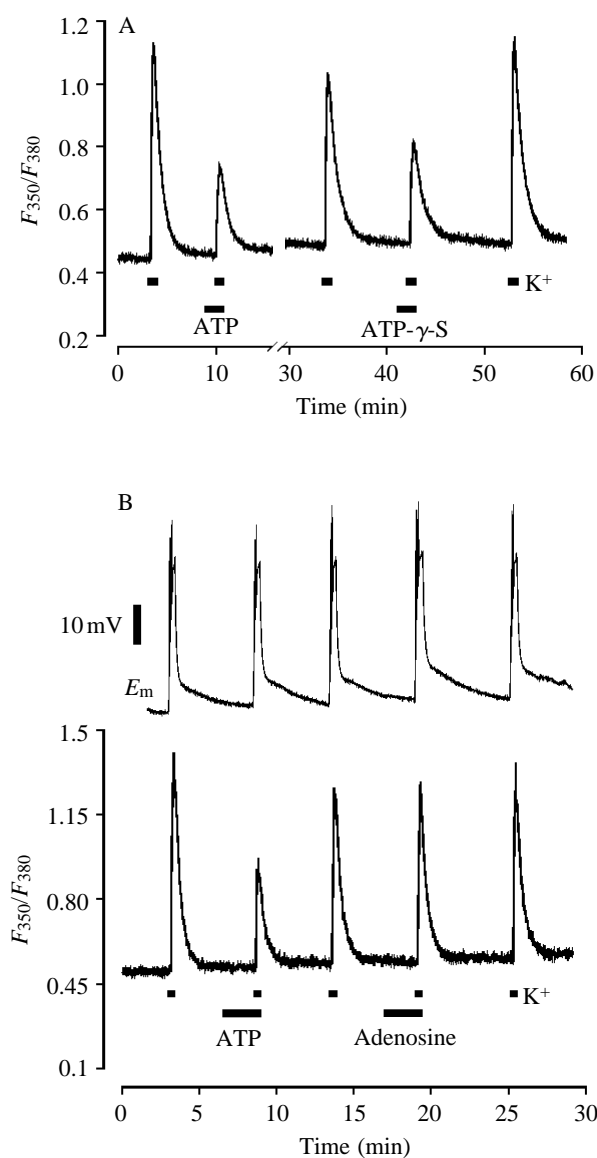 A
1.2
1.0
0.8
0.6
0.4
0.2
F350/F380
K+
ATP
ATP-γ-S
0 10 30 40 50 60
Time (min)
B
10 mV
Em
1.5
1.15
0.80
0.45
0.1
F350/F380
K+
ATP Adenosine
0 5 10 15 20 25 30
Time (min)